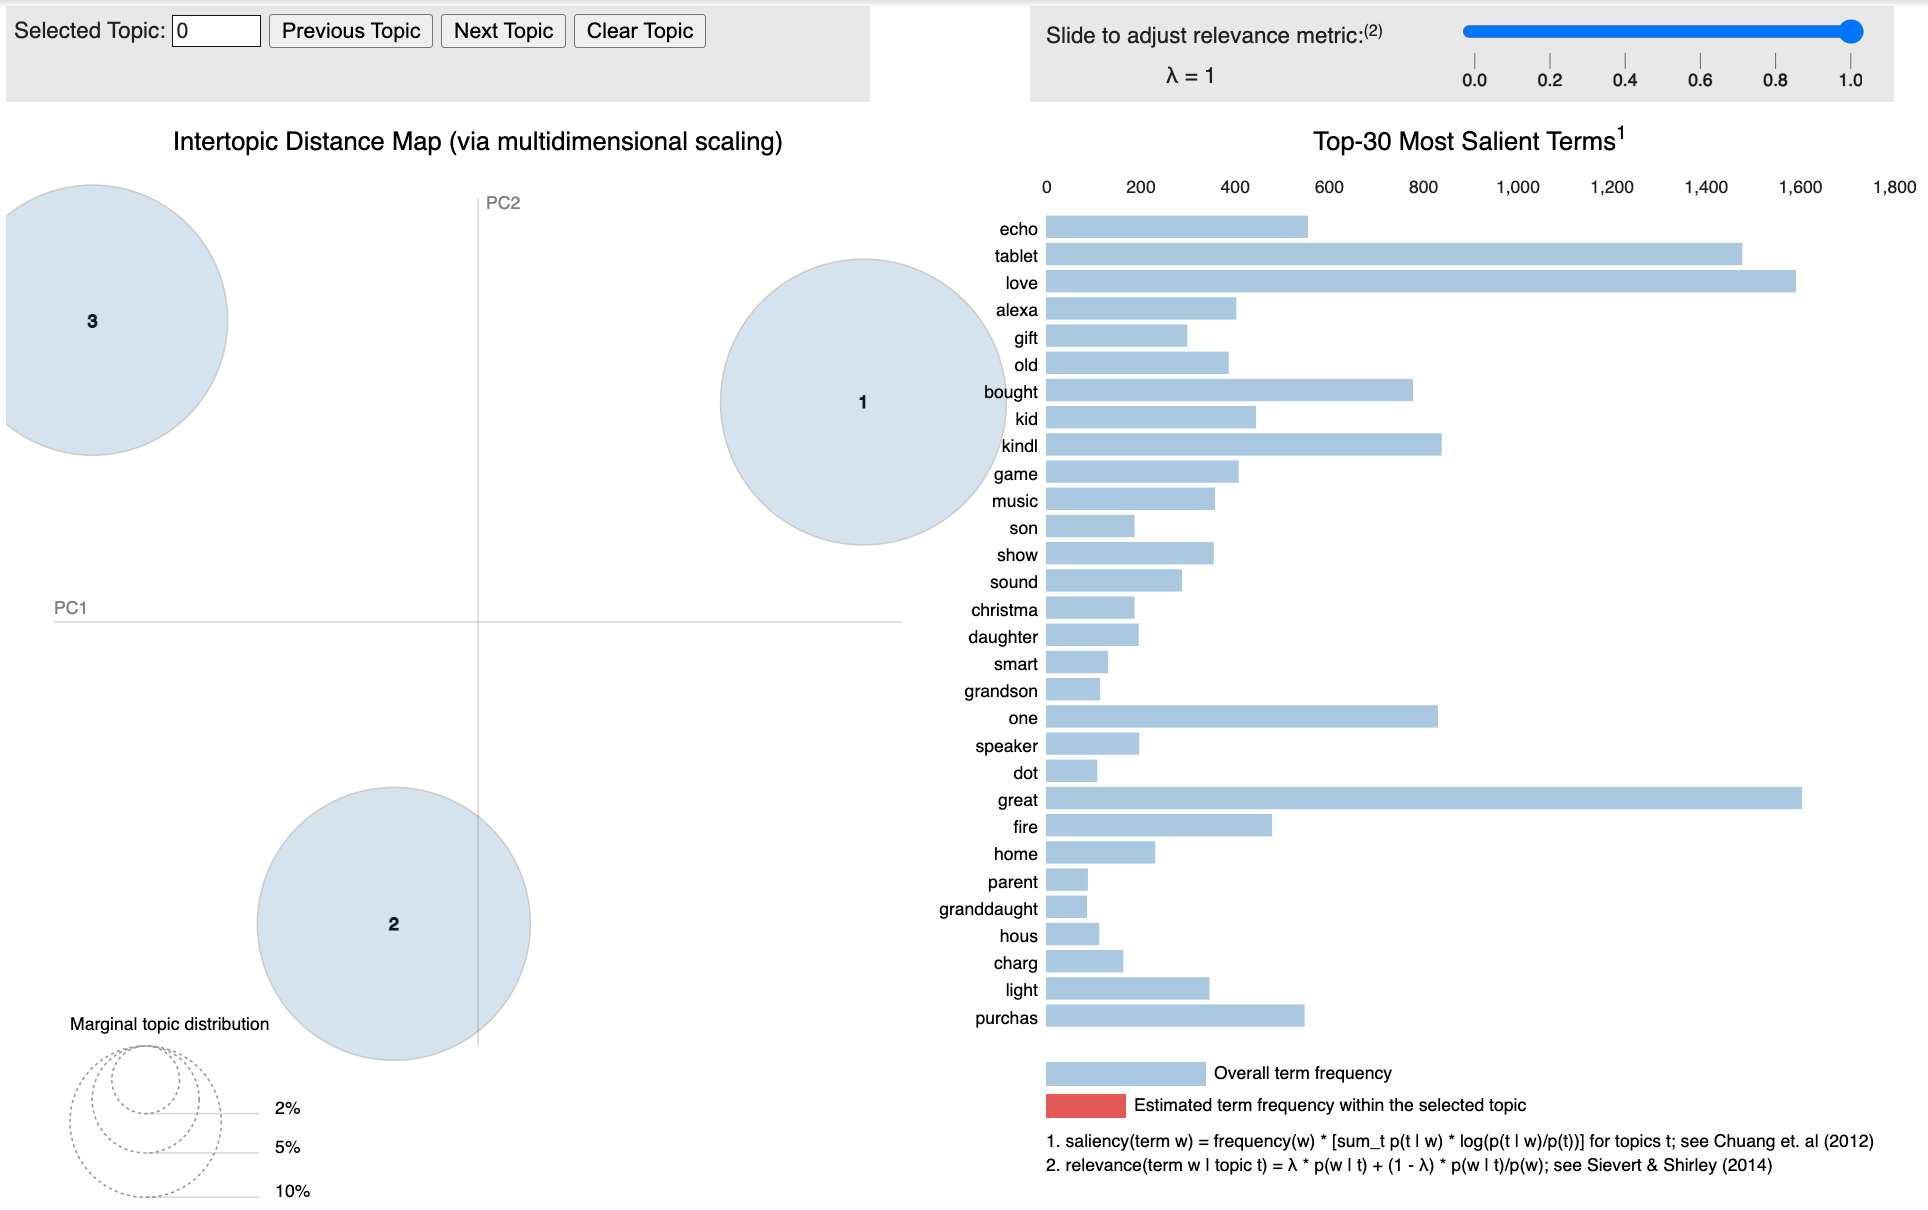 Selected Topic: 0 Previous Topic Next Topic Clear Topic
Slide to adjust relevance metric:(2)
λ = 1
0.0 0.2 0.4 0.6 0.8 1.0
Intertopic Distance Map (via multidimensional scaling)
PC2
3
1
PC1
2
Marginal topic distribution
2%
5%
10%
Top-30 Most Salient Terms1
0 200 400 600 800 1,000 1,200 1,400 1,600 1,800
echo
tablet
love
alexa
gift
old
bought
kid
kindl
game
music
son
show
sound
christma
daughter
smart
grandson
one
speaker
dot
great
fire
home
parent
granddaught
hous
charg
light
purchas
Overall term frequency
Estimated term frequency within the selected topic
1. saliency(term w) = frequency(w) * [sum_t p(t | w) * log(p(t | w)/p(t))] for topics t; see Chuang et. al (2012)
2. relevance(term w | topic t) = λ * p(w | t) + (1 - λ) * p(w | t)/p(w); see Sievert & Shirley (2014)